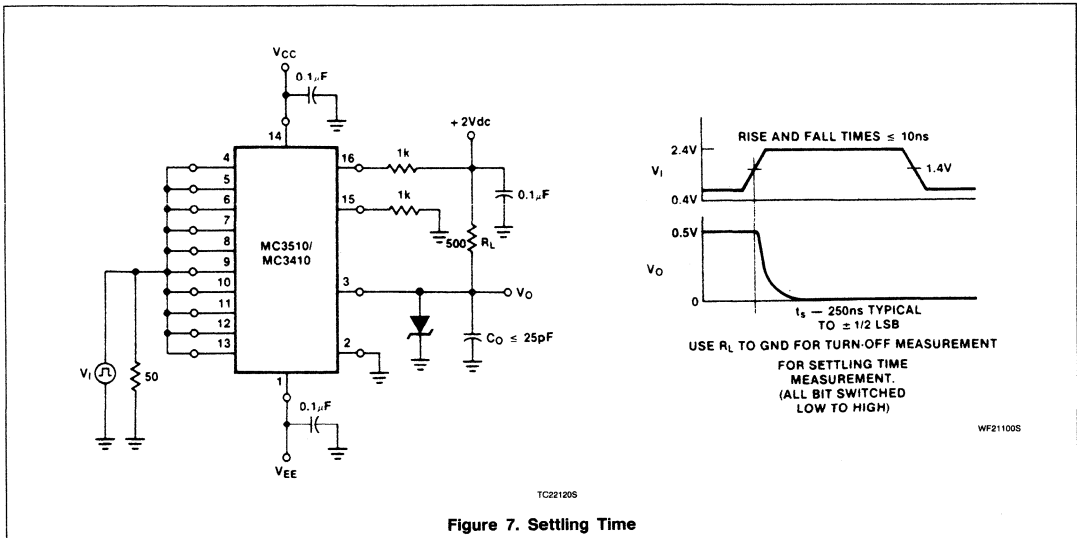 VCC
0.1µF
14
+2Vdc
4
5
6
7
8
9
10
11
12
13
MC3510/
MC3410
16
1k
15
1k
0.1µF
500
RL
3
VO
2
CO ≤ 25pF
VI
50
1
0.1µF
VEE
TC22120S
RISE AND FALL TIMES ≤ 10ns
2.4V
VI
1.4V
0.4V
0.5V
VO
0
ts — 250ns TYPICAL
TO ± 1/2 LSB
USE RL TO GND FOR TURN-OFF MEASUREMENT
FOR SETTLING TIME
MEASUREMENT.
(ALL BIT SWITCHED
LOW TO HIGH)
WF21100S
Figure 7. Settling Time